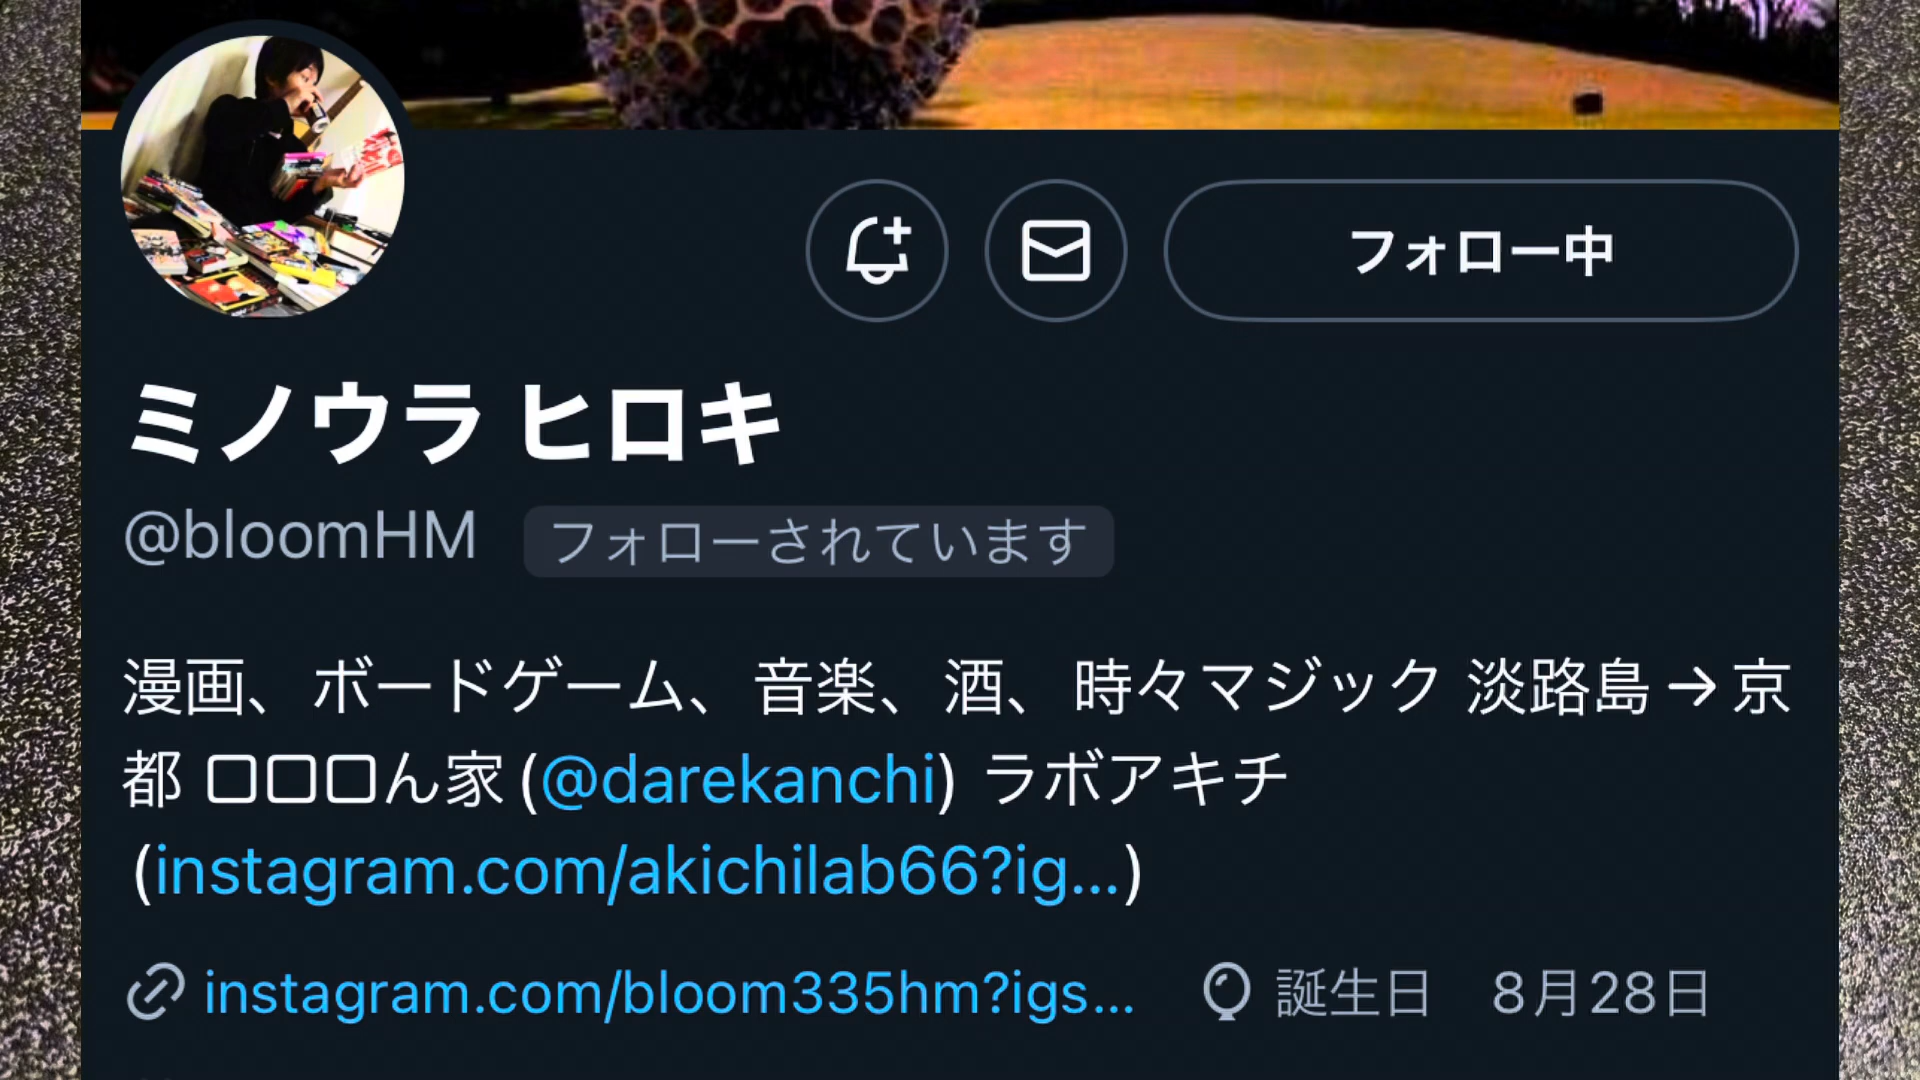 フォロー中
ミノウラ ヒロキ
@bloomHM フォローされています
漫画、ボードゲーム、音楽、酒、時々マジック 淡路島→京
都 口口口ん家(@darekanchi) ラボアキチ
(instagram.com/akichilab66?ig...)
instagram.com/bloom335hm?igs... 誕生日 8月28日